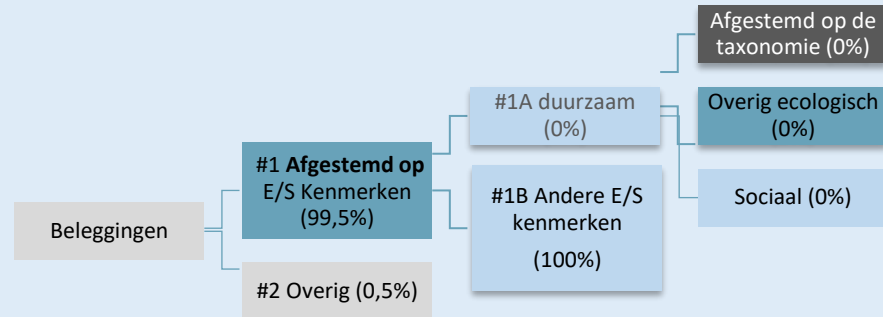 Beleggingen
#1 Afgestemd op
E/S Kenmerken
(99,5%)
#2 Overig (0,5%)
#1A duurzaam
(0%)
#1B Andere E/S
kenmerken
(100%)
Afgestemd op de
taxonomie (0%)
Overig ecologisch
(0%)
Sociaal (0%)